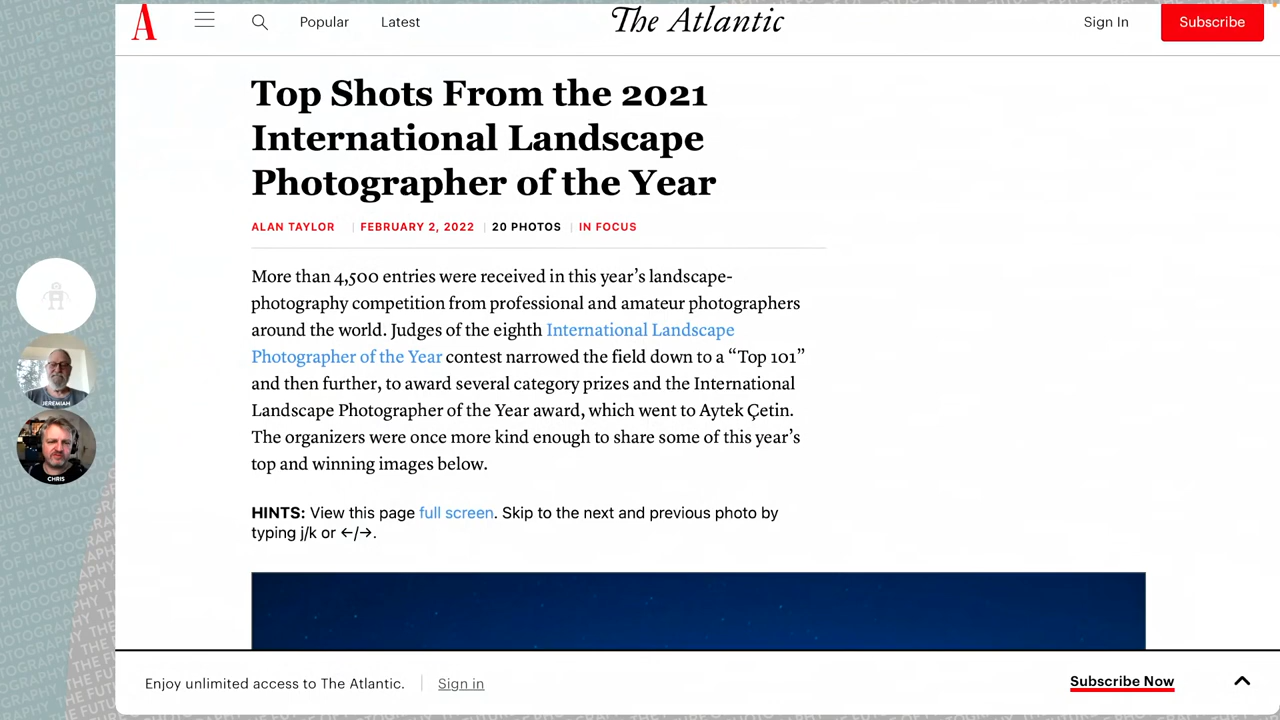 A
Popular
Latest
The Atlantic
Sign In
Subscribe
Top Shots From the 2021
International Landscape
Photographer of the Year
ALAN TAYLOR | FEBRUARY 2, 2022 | 20 PHOTOS | IN FOCUS
More than 4,500 entries were received in this year’s landscape-
photography competition from professional and amateur photographers
around the world. Judges of the eighth International Landscape
Photographer of the Year contest narrowed the field down to a “Top 101”
and then further, to award several category prizes and the International
Landscape Photographer of the Year award, which went to Aytek Çetin.
The organizers were once more kind enough to share some of this year’s
top and winning images below.
HINTS: View this page full screen. Skip to the next and previous photo by
typing j/k or ←/→.
JEREMIAH
CHRIS
Enjoy unlimited access to The Atlantic. | Sign in
Subscribe Now